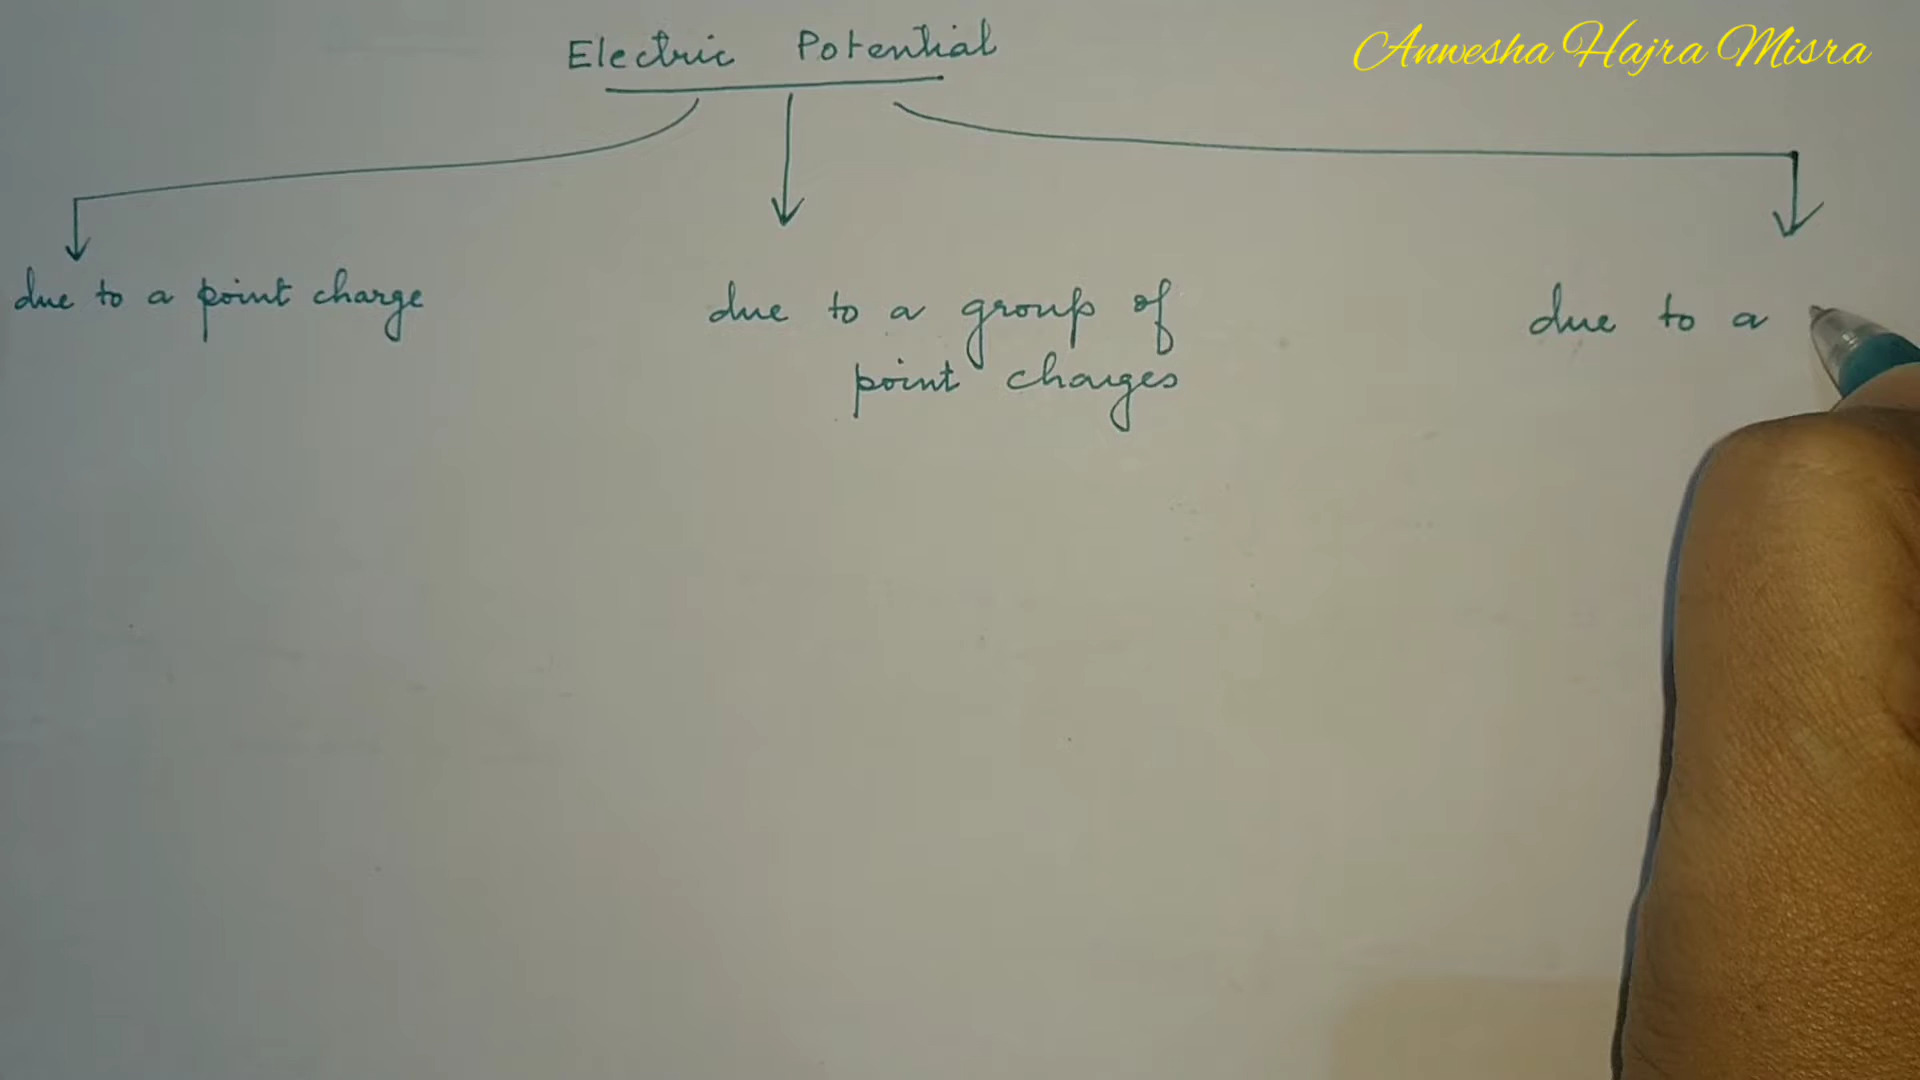 Electric Potential
Anwesha Hajra Misra
due to a point charge
due to a group of
point charges
due to a